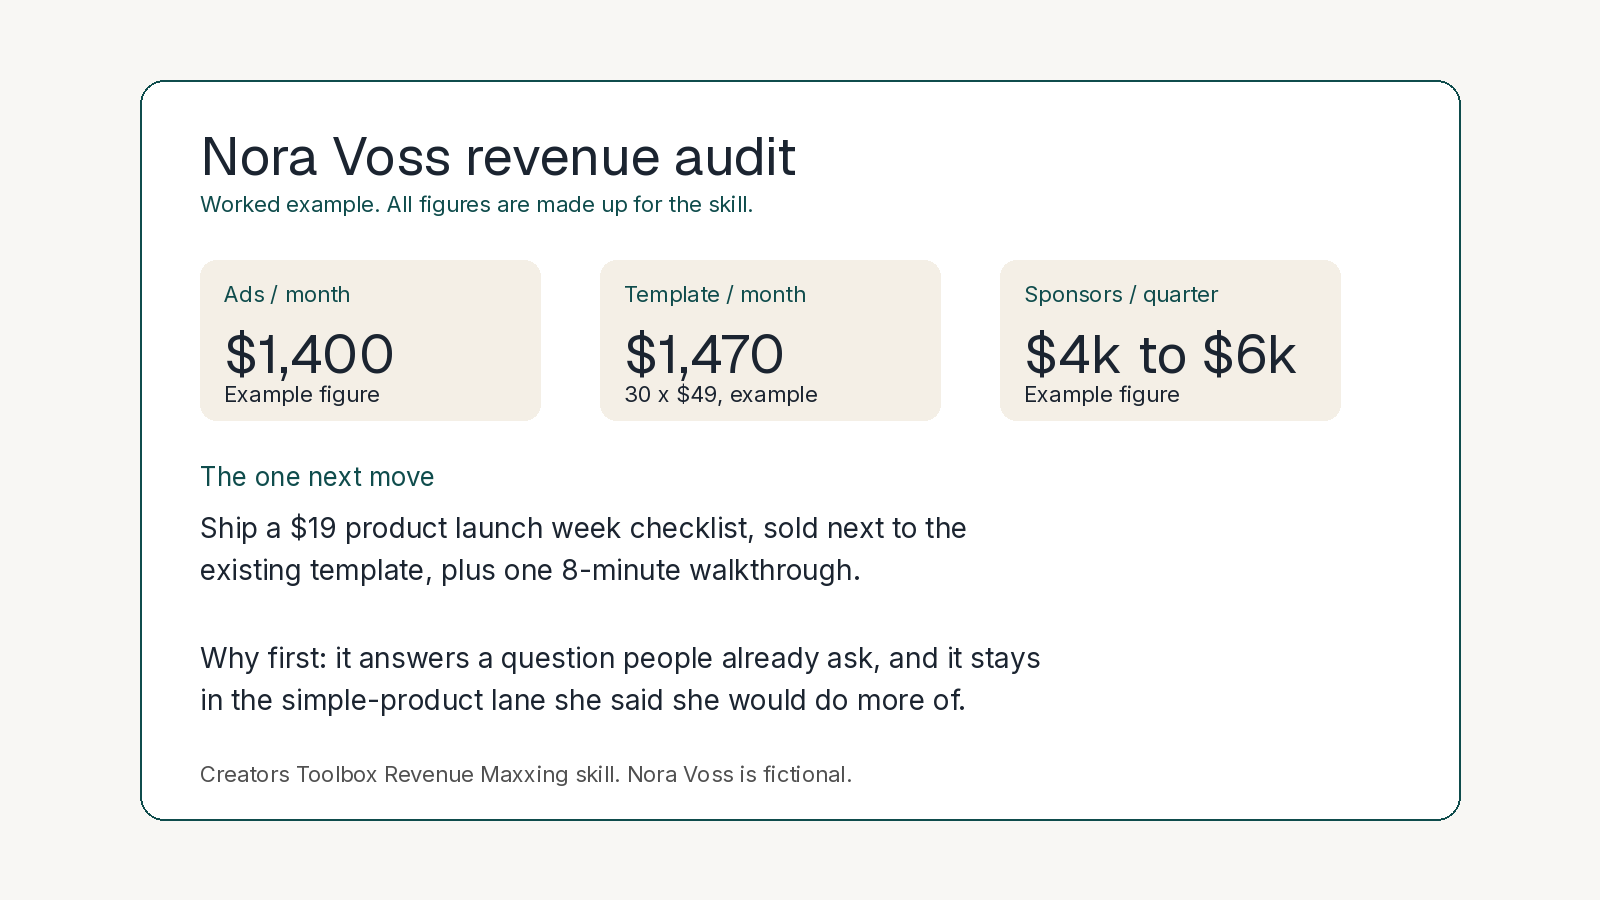 Nora Voss revenue audit
Worked example. All figures are made up for the skill.
Ads / month
$1,400
Example figure
Template / month
$1,470
30 x $49, example
Sponsors / quarter
$4k to $6k
Example figure
The one next move
Ship a $19 product launch week checklist, sold next to the
existing template, plus one 8-minute walkthrough.
Why first: it answers a question people already ask, and it stays
in the simple-product lane she said she would do more of.
Creators Toolbox Revenue Maxxing skill. Nora Voss is fictional.